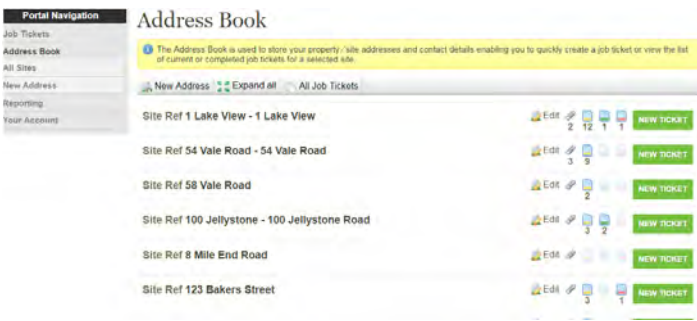 Portal Navigation
Job Tickets
Address Book
All Sites
New Address
Reporting
Your Account
Address Book
The Address Book is used to store your property / site addresses and contact details enabling you to quickly create a job ticket or view the list
of current or completed job tickets for a selected site.
New Address Expand all All Job Tickets
Site Ref 1 Lake View - 1 Lake View Edit 2 12 1 1 NEW TICKET
Site Ref 54 Vale Road - 54 Vale Road Edit 3 9 NEW TICKET
Site Ref 58 Vale Road Edit 2 NEW TICKET
Site Ref 100 Jellystone - 100 Jellystone Road Edit 3 2 NEW TICKET
Site Ref 8 Mile End Road Edit NEW TICKET
Site Ref 123 Bakers Street Edit 3 1 NEW TICKET